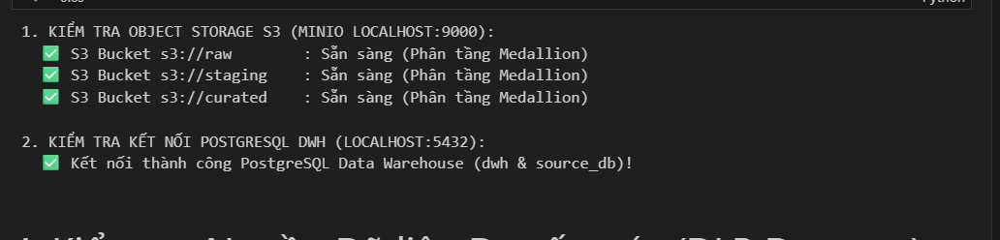 1. KIỂM TRA OBJECT STORAGE S3 (MINIO LOCALHOST:9000):
✅ S3 Bucket s3://raw        : Sẵn sàng (Phân tầng Medallion)
✅ S3 Bucket s3://staging    : Sẵn sàng (Phân tầng Medallion)
✅ S3 Bucket s3://curated    : Sẵn sàng (Phân tầng Medallion)
2. KIỂM TRA KẾT NỐI POSTGRESQL DWH (LOCALHOST:5432):
✅ Kết nối thành công PostgreSQL Data Warehouse (dwh & source_db)!